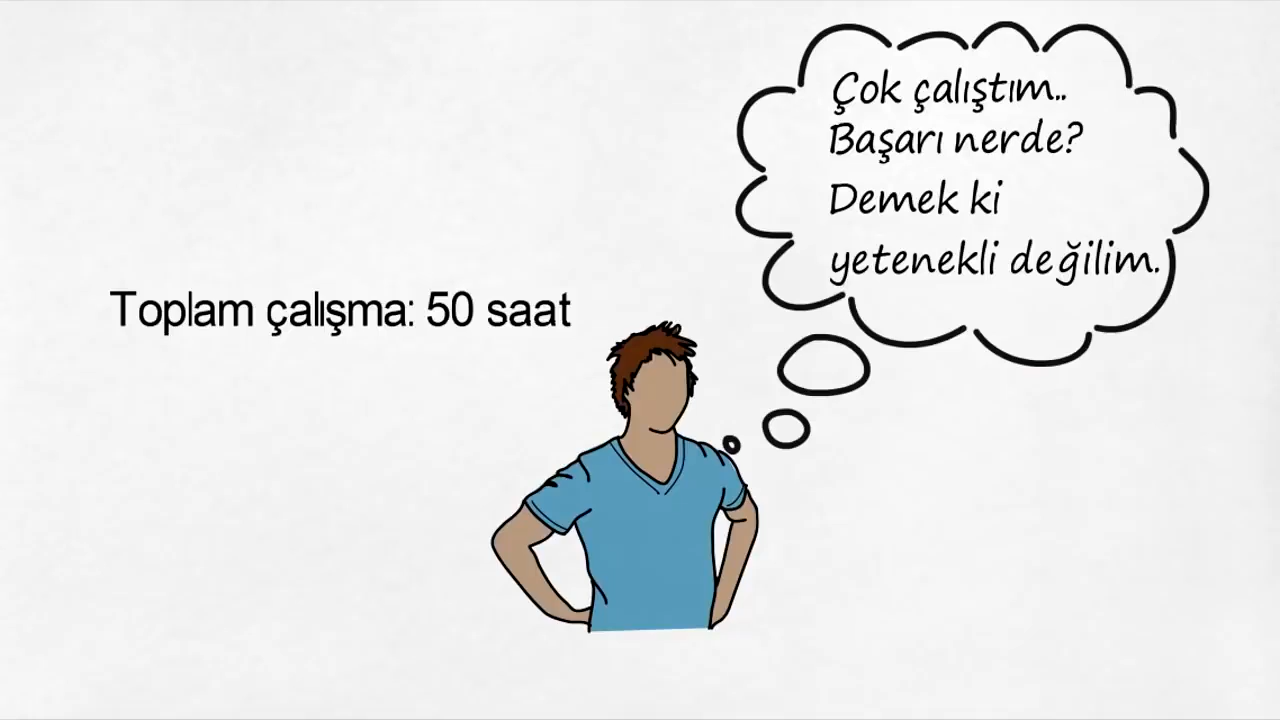 Çok çalıştım..
Başarı nerde?
Demek ki
yetenekli değilim.
Toplam çalışma: 50 saat